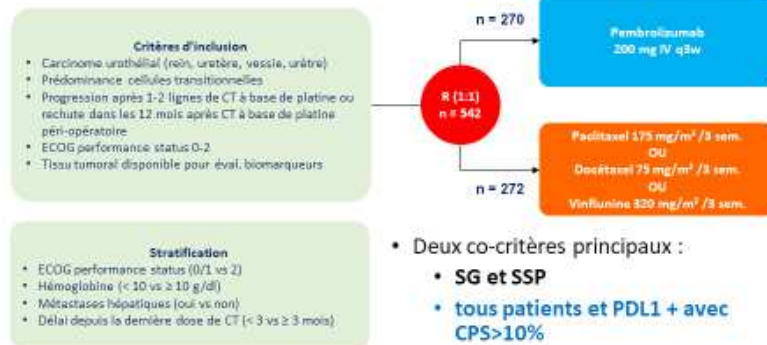 Critères d'inclusion
• Carcinome urothélial (rein, uretère, vessie, urètre)
• Prédominance cellules transitionnelles
• Progression après 1-2 lignes de CT à base de platine ou
rechute dans les 12 mois après CT à base de platine
péri-opératoire
• ECOG performance status 0-2
• Tissu tumoral disponible pour éval. biomarqueurs
n = 270
R (1:1)
n = 542
n = 272
Pembrolizumab
200 mg IV q3w
Paclitaxel 175 mg/m² /3 sem.
OU
Docétaxel 75 mg/m² /3 sem.
OU
Vinflunine 320 mg/m² /3 sem.
Stratification
• ECOG performance status (0/1 vs 2)
• Hémoglobine (< 10 vs ≥ 10 g/dl)
• Métastases hépatiques (oui vs non)
• Délai depuis la dernière dose de CT (< 3 vs ≥ 3 mois)
• Deux co-critères principaux :
• SG et SSP
• tous patients et PDL1 + avec
CPS>10%